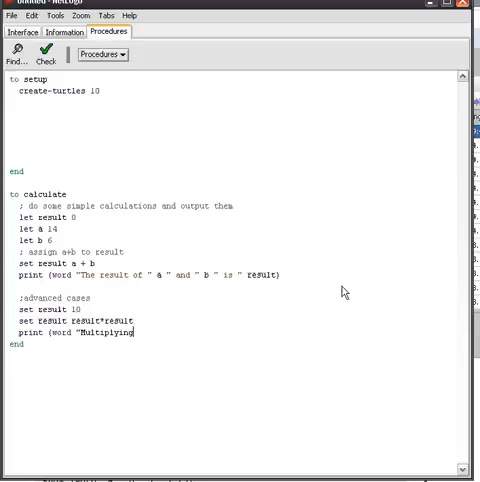 Untitled - NetLogo
File Edit Tools Zoom Tabs Help
Interface Information Procedures
Find... Check Procedures
to setup
create-turtles 10
end
to calculate
; do some simple calculations and output them
let result 0
let a 14
let b 6
; assign a+b to result
set result a + b
print (word "The result of " a " and " b " is " result)
;advanced cases
set result 10
set result result*result
print (word "Multiplying
end